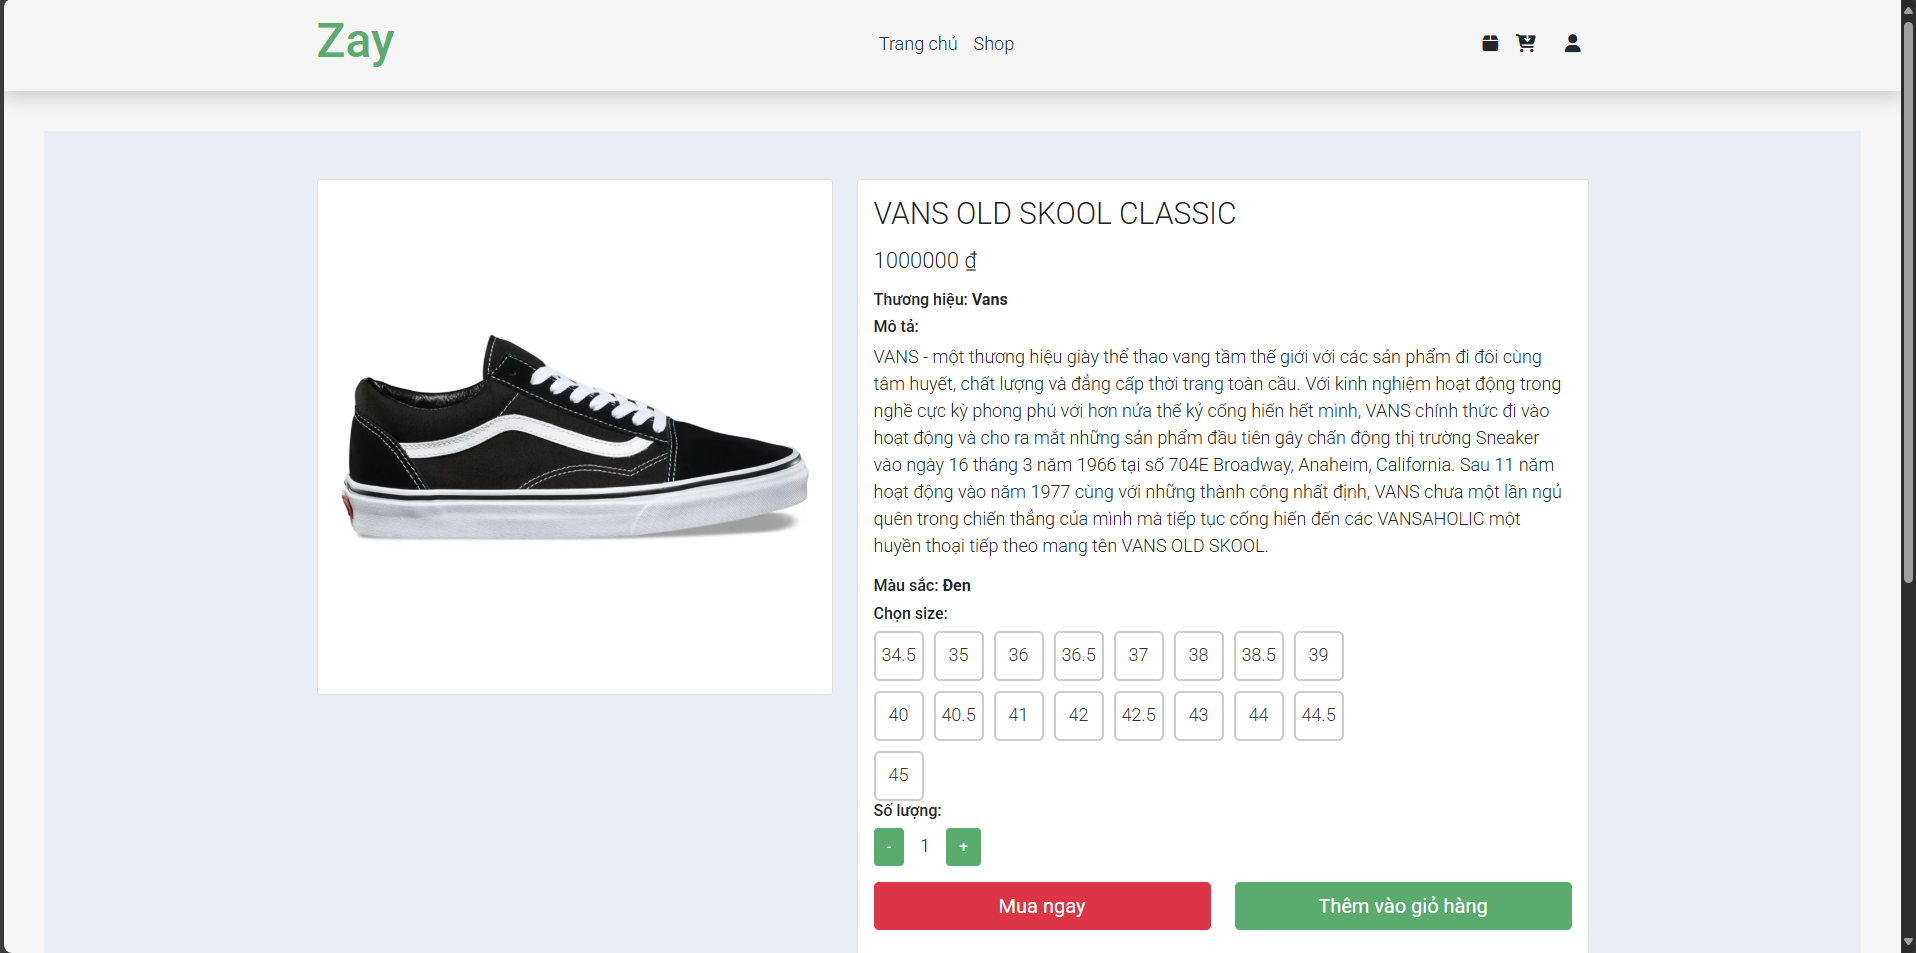 Zay
Trang chủ Shop
VANS OLD SKOOL CLASSIC
1000000 ₫
Thương hiệu: Vans
Mô tả:
VANS - một thương hiệu giày thể thao vang tầm thế giới với các sản phẩm đi đôi cùng
tâm huyết, chất lượng và đẳng cấp thời trang toàn cầu. Với kinh nghiệm hoạt động trong
nghề cực kỳ phong phú với hơn nửa thế kỷ cống hiến hết mình, VANS chính thức đi vào
hoạt động và cho ra mắt những sản phẩm đầu tiên gây chấn động thị trường Sneaker
vào ngày 16 tháng 3 năm 1966 tại số 704E Broadway, Anaheim, California. Sau 11 năm
hoạt động vào năm 1977 cùng với những thành công nhất định, VANS chưa một lần ngủ
quên trong chiến thắng của mình mà tiếp tục cống hiến đến các VANSAHOLIC một
huyền thoại tiếp theo mang tên VANS OLD SKOOL.
Màu sắc: Đen
Chọn size:
34.5 35 36 36.5 37 38 38.5 39
40 40.5 41 42 42.5 43 44 44.5
45
Số lượng:
- 1 +
Mua ngay Thêm vào giỏ hàng